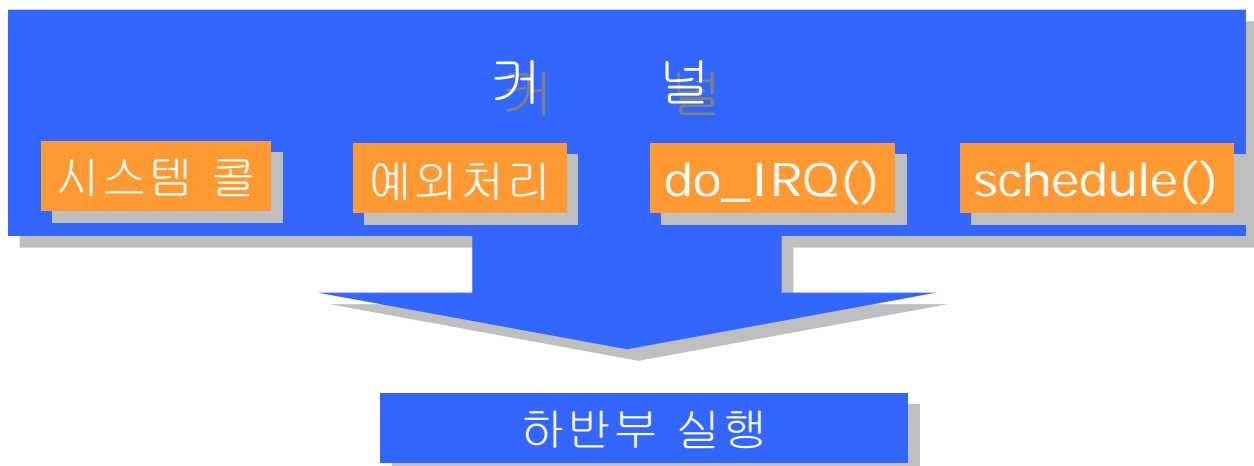 커 널
시스템 콜 예외처리 do_IRQ() schedule()
하반부 실행